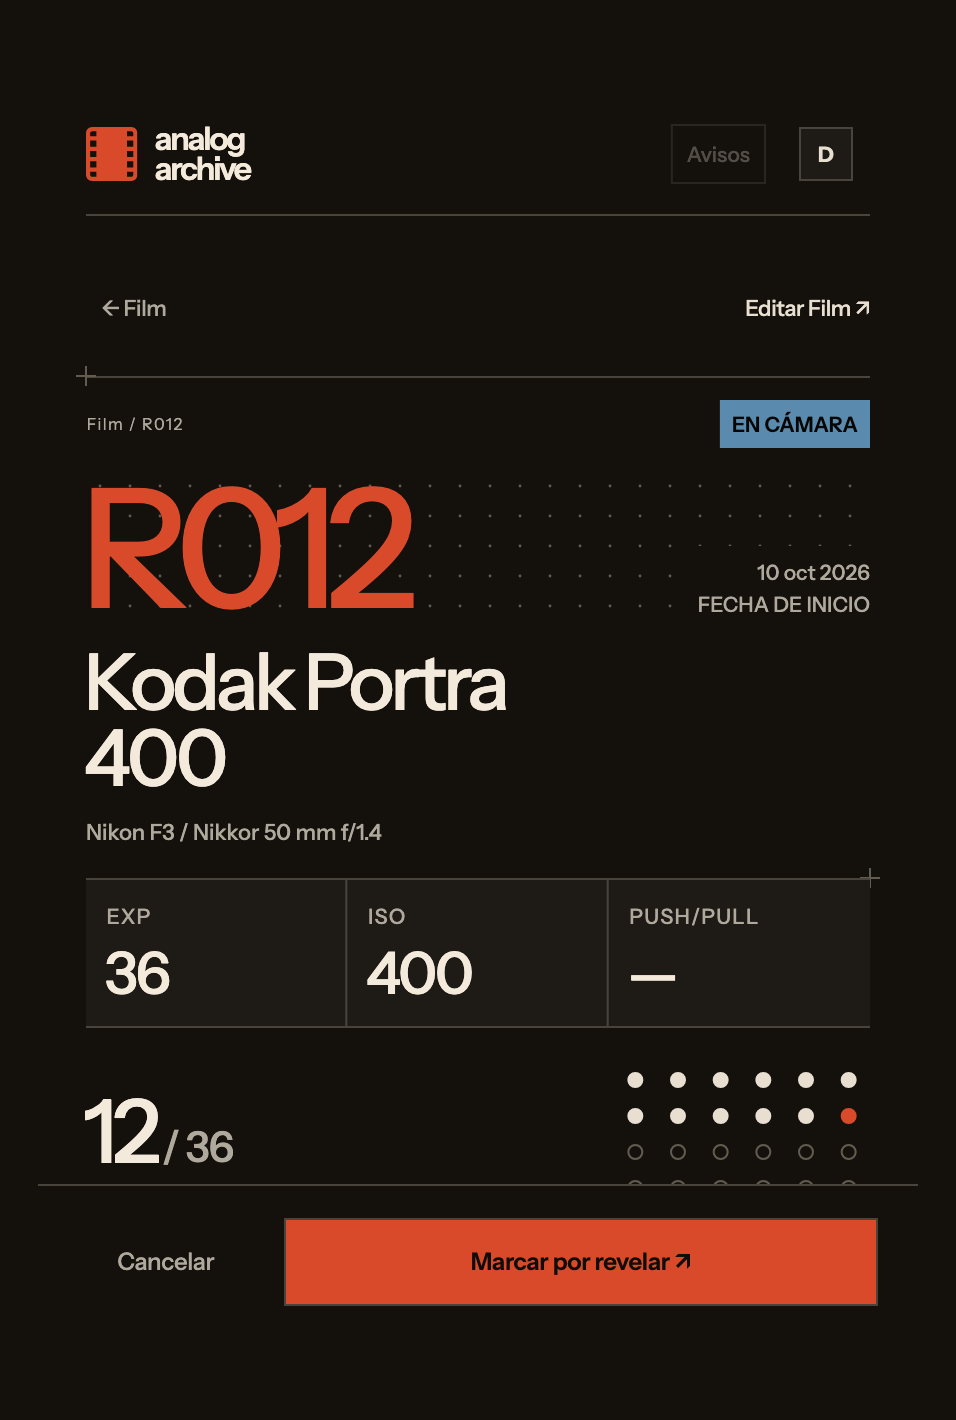 analog
archive
Avisos
D
← Film
Editar Film ↗
Film / R012
EN CÁMARA
R012
10 oct 2026
FECHA DE INICIO
Kodak Portra
400
Nikon F3 / Nikkor 50 mm f/1.4
EXP
36
ISO
400
PUSH/PULL
—
12 / 36
Cancelar
Marcar por revelar ↗